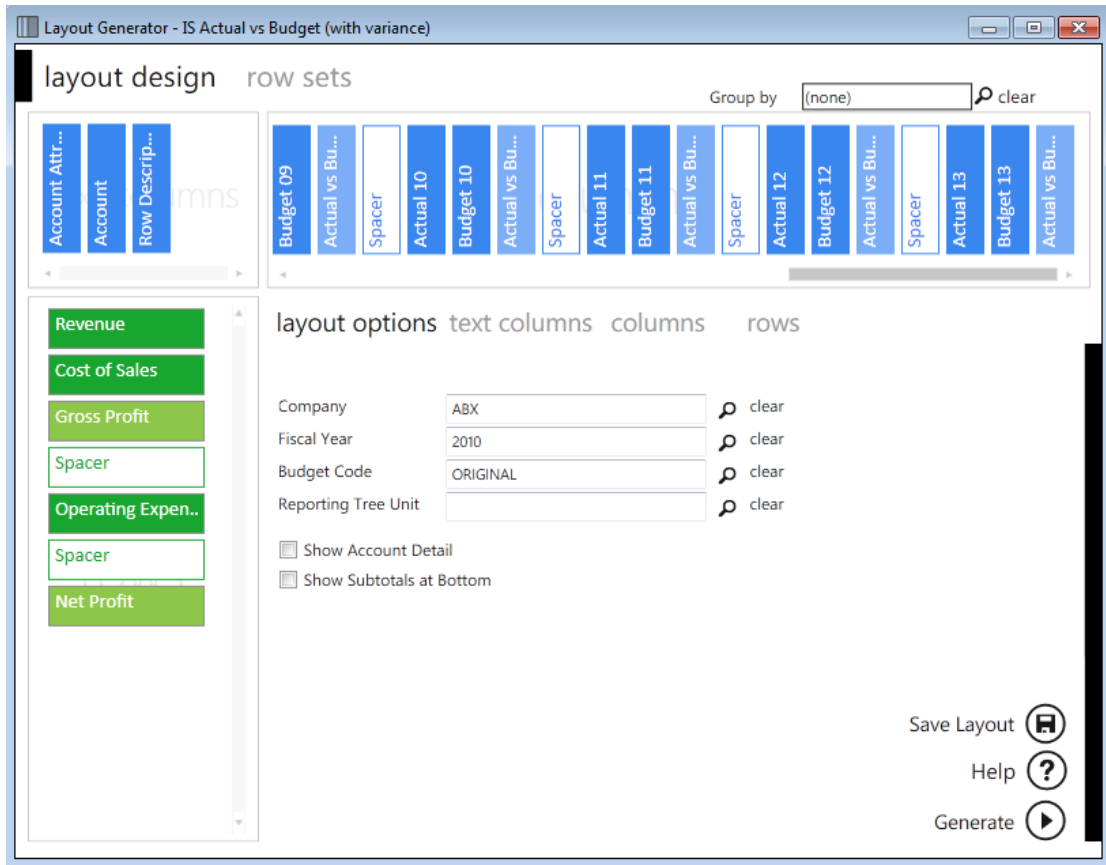 Layout Generator - IS Actual vs Budget (with variance)
layout design row sets
Group by (none) clear
Account Attr...
Account
Row Descrip...
Budget 09
Actual vs Bu...
Spacer
Actual 10
Budget 10
Actual vs Bu...
Spacer
Actual 11
Budget 11
Actual vs Bu...
Spacer
Actual 12
Budget 12
Actual vs Bu...
Spacer
Actual 13
Budget 13
Actual vs Bu...
Revenue
Cost of Sales
Gross Profit
Spacer
Operating Expen..
Spacer
Net Profit
layout options text columns columns rows
Company ABX clear
Fiscal Year 2010 clear
Budget Code ORIGINAL clear
Reporting Tree Unit clear
Show Account Detail
Show Subtotals at Bottom
Save Layout
Help ?
Generate